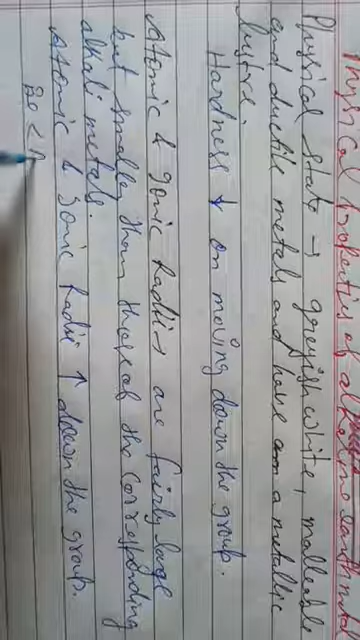 Physical Properties of alkaline earth metal
Physical state → greyish white, malleable
and ductile metals and have a metallic
lustre.
Hardness ↓ on moving down the group.
Atomic & Ionic Radii → are fairly large
but smaller than those of the corresponding
alkali metals.
Atomic & Ionic Radii ↑ down the group.
Be <